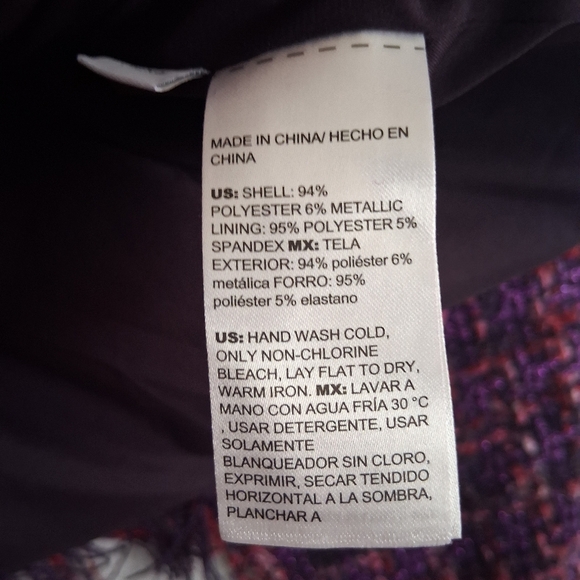 MADE IN CHINA/ HECHO EN
CHINA
US: SHELL: 94%
POLYESTER 6% METALLIC
LINING: 95% POLYESTER 5%
SPANDEX MX: TELA
EXTERIOR: 94% poliéster 6%
metálica FORRO: 95%
poliéster 5% elastano
US: HAND WASH COLD,
ONLY NON-CHLORINE
BLEACH, LAY FLAT TO DRY,
WARM IRON. MX: LAVAR A
MANO CON AGUA FRÍA 30 °C
, USAR DETERGENTE, USAR
SOLAMENTE
BLANQUEADOR SIN CLORO,
EXPRIMIR, SECAR TENDIDO
HORIZONTAL A LA SOMBRA,
PLANCHAR A